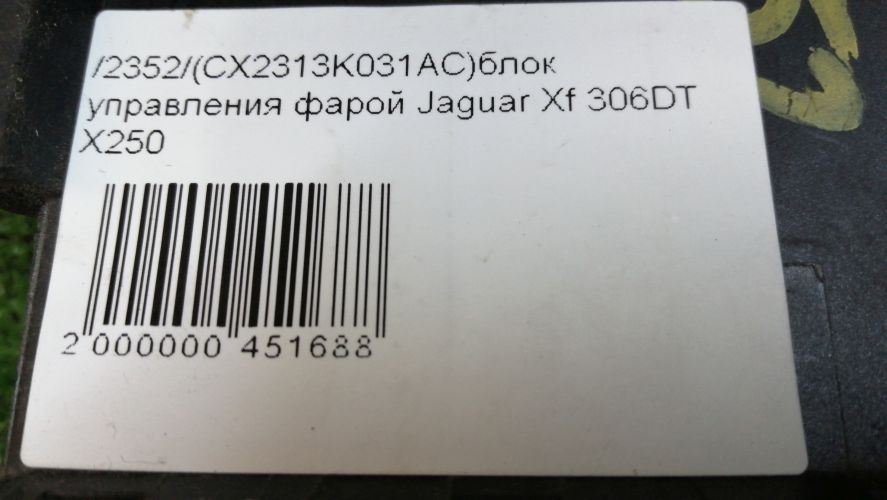 /2352/(CX2313K031AC)блок
управления фарой Jaguar Xf 306DT
X250
2 000000 451688